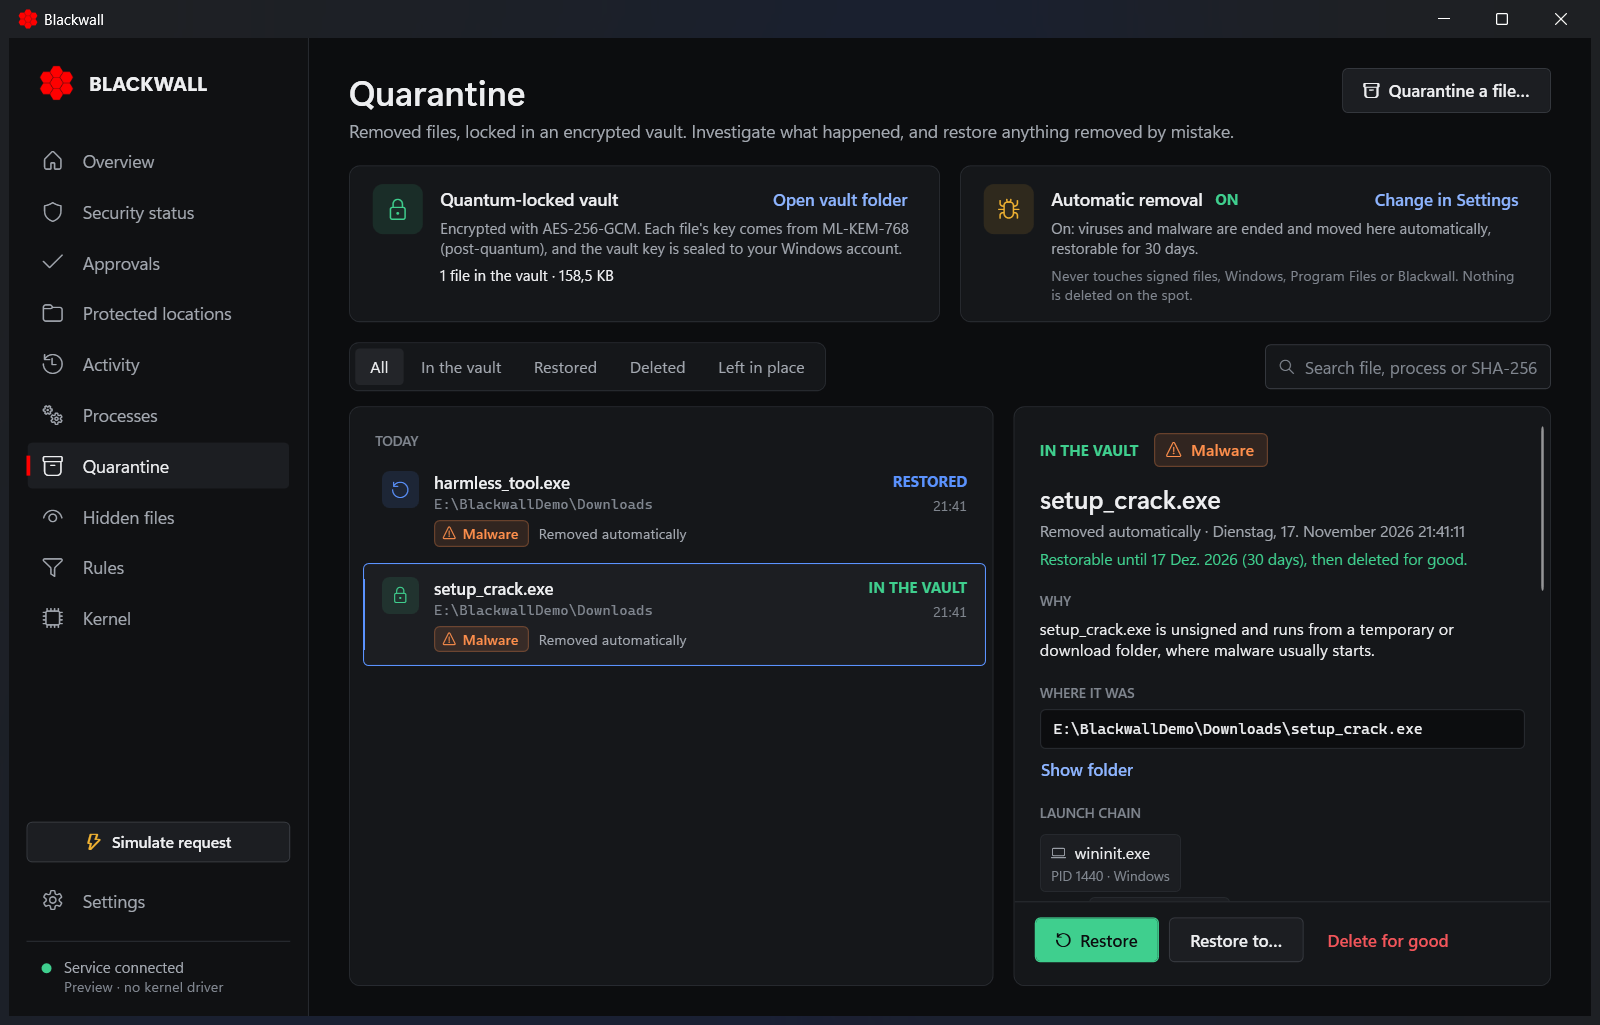 Blackwall
BLACKWALL
Overview
Security status
Approvals
Protected locations
Activity
Processes
Quarantine
Hidden files
Rules
Kernel
Simulate request
Settings
Service connected
Preview · no kernel driver
Quarantine
Removed files, locked in an encrypted vault. Investigate what happened, and restore anything removed by mistake.
Quarantine a file...
Quantum-locked vault
Open vault folder
Encrypted with AES-256-GCM. Each file's key comes from ML-KEM-768
(post-quantum), and the vault key is sealed to your Windows account.
1 file in the vault · 158,5 KB
Automatic removal ON
Change in Settings
On: viruses and malware are ended and moved here automatically,
restorable for 30 days.
Never touches signed files, Windows, Program Files or Blackwall. Nothing
is deleted on the spot.
All
In the vault
Restored
Deleted
Left in place
Search file, process or SHA-256
TODAY
harmless_tool.exe
RESTORED
E:\BlackwallDemo\Downloads
21:41
Malware
Removed automatically
setup_crack.exe
IN THE VAULT
E:\BlackwallDemo\Downloads
21:41
Malware
Removed automatically
IN THE VAULT
Malware
setup_crack.exe
Removed automatically · Dienstag, 17. November 2026 21:41:11
Restorable until 17 Dez. 2026 (30 days), then deleted for good.
WHY
setup_crack.exe is unsigned and runs from a temporary or
download folder, where malware usually starts.
WHERE IT WAS
E:\BlackwallDemo\Downloads\setup_crack.exe
Show folder
LAUNCH CHAIN
wininit.exe
PID 1440 · Windows
Restore
Restore to...
Delete for good